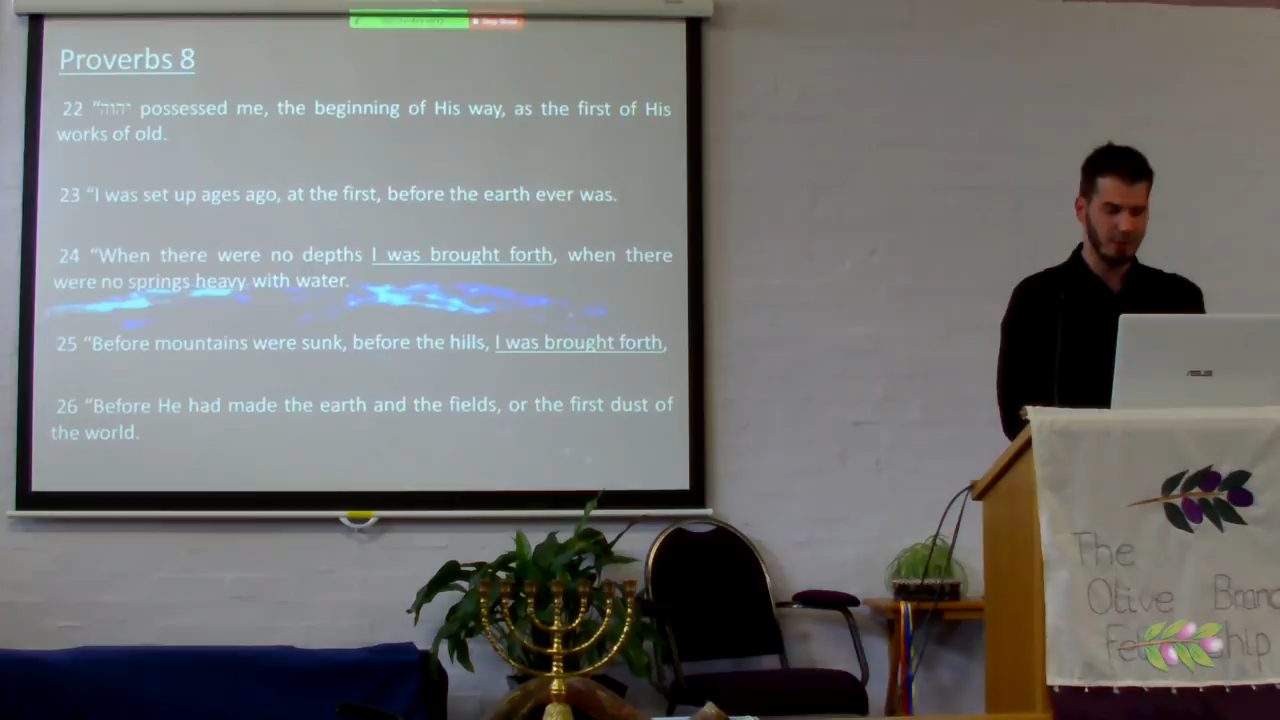 Stop Share
Proverbs 8
22 “יהוה possessed me, the beginning of His way, as the first of His
works of old.
23 “I was set up ages ago, at the first, before the earth ever was.
24 “When there were no depths I was brought forth, when there
were no springs heavy with water.
25 “Before mountains were sunk, before the hills, I was brought forth,
26 “Before He had made the earth and the fields, or the first dust of
the world.
ASUS
The
Olive